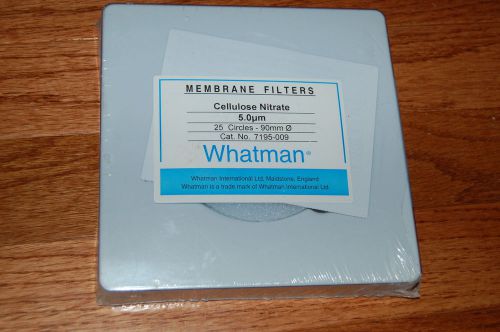 MEMBRANE FILTERS
Cellulose Nitrate
5.0µm
25 Circles - 90mm Ø
Cat. No. 7195-009
Whatman®
Whatman International Ltd, Maidstone, England
Whatman is a trade mark of Whatman International Ltd.